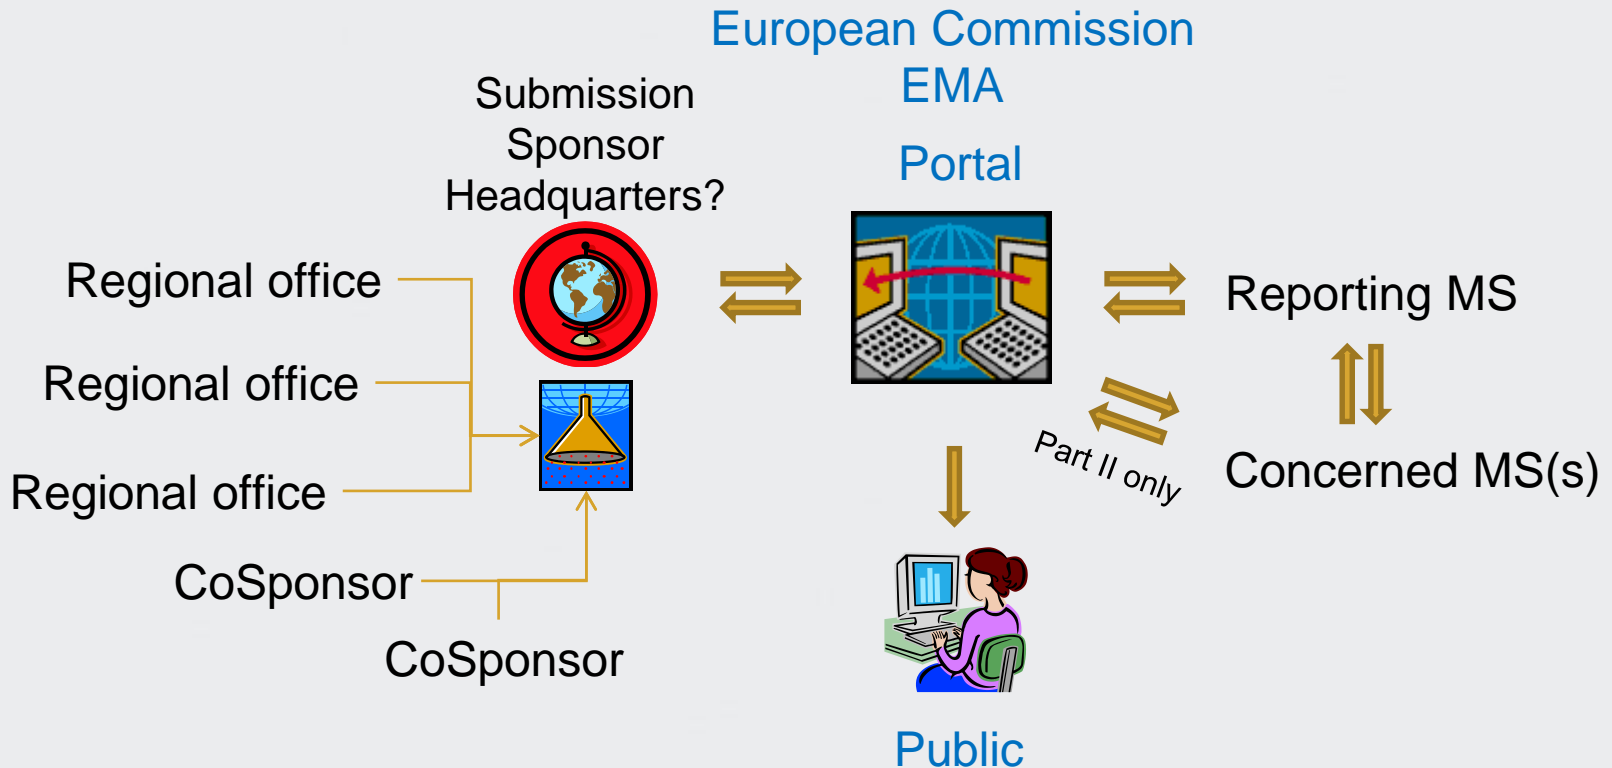 European Commission
EMA
Portal
Submission
Sponsor
Headquarters?
Regional office
Regional office
Regional office
CoSponsor
CoSponsor
Reporting MS
Part II only
Concerned MS(s)
Public